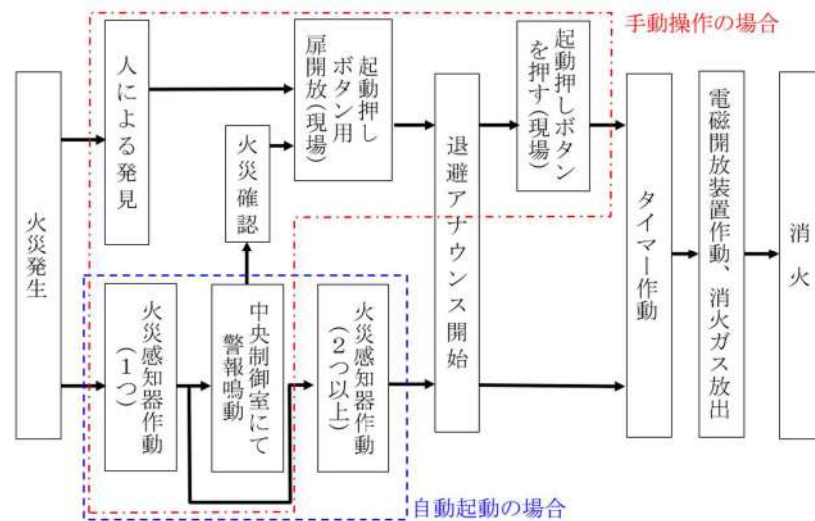 手動操作の場合
火災発生
人による発見
火災確認
起動押し
ボタン用
扉開放(現場)
退避アナウンス開始
起動押しボタン
を押す(現場)
タイマー作動
電磁開放装置作動、消火ガス放出
消火
火災感知器作動
(1つ)
中央制御室にて
警報鳴動
火災感知器作動
(2つ以上)
自動起動の場合